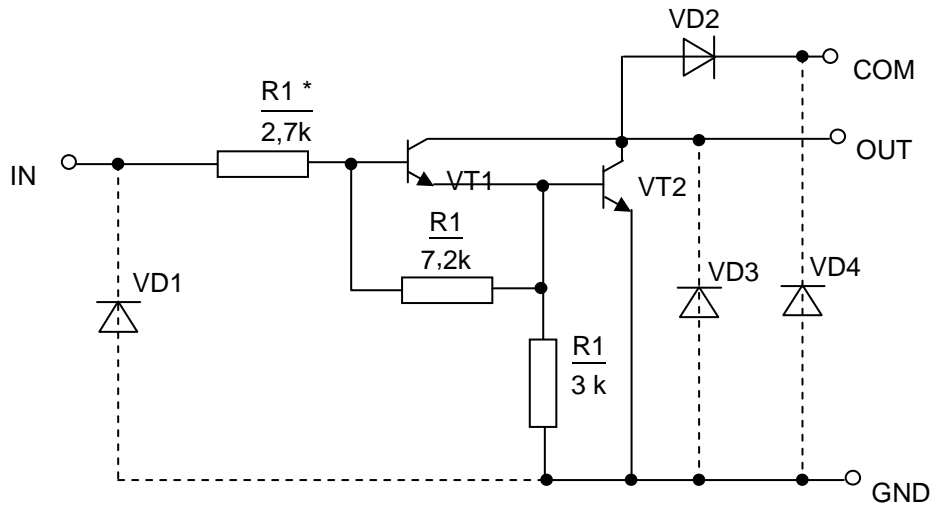 VD2
COM
R1 *
2,7k
OUT
IN
VT1
VT2
R1
7,2k
VD1
VD3
VD4
R1
3 k
GND